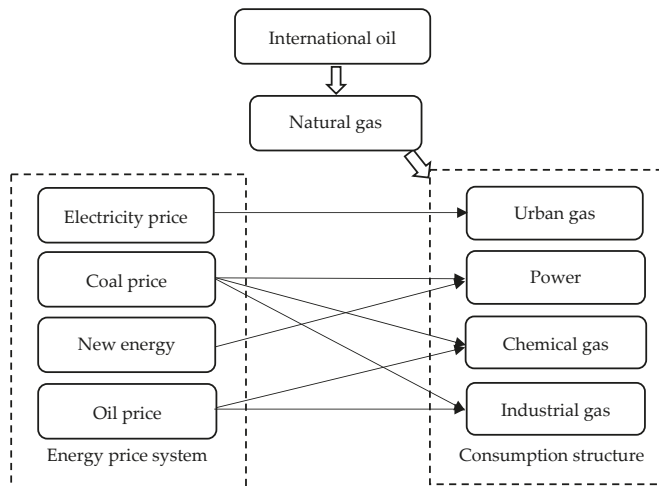 International oil
Natural gas
Electricity price
Coal price
New energy
Oil price
Energy price system
Urban gas
Power
Chemical gas
Industrial gas
Consumption structure